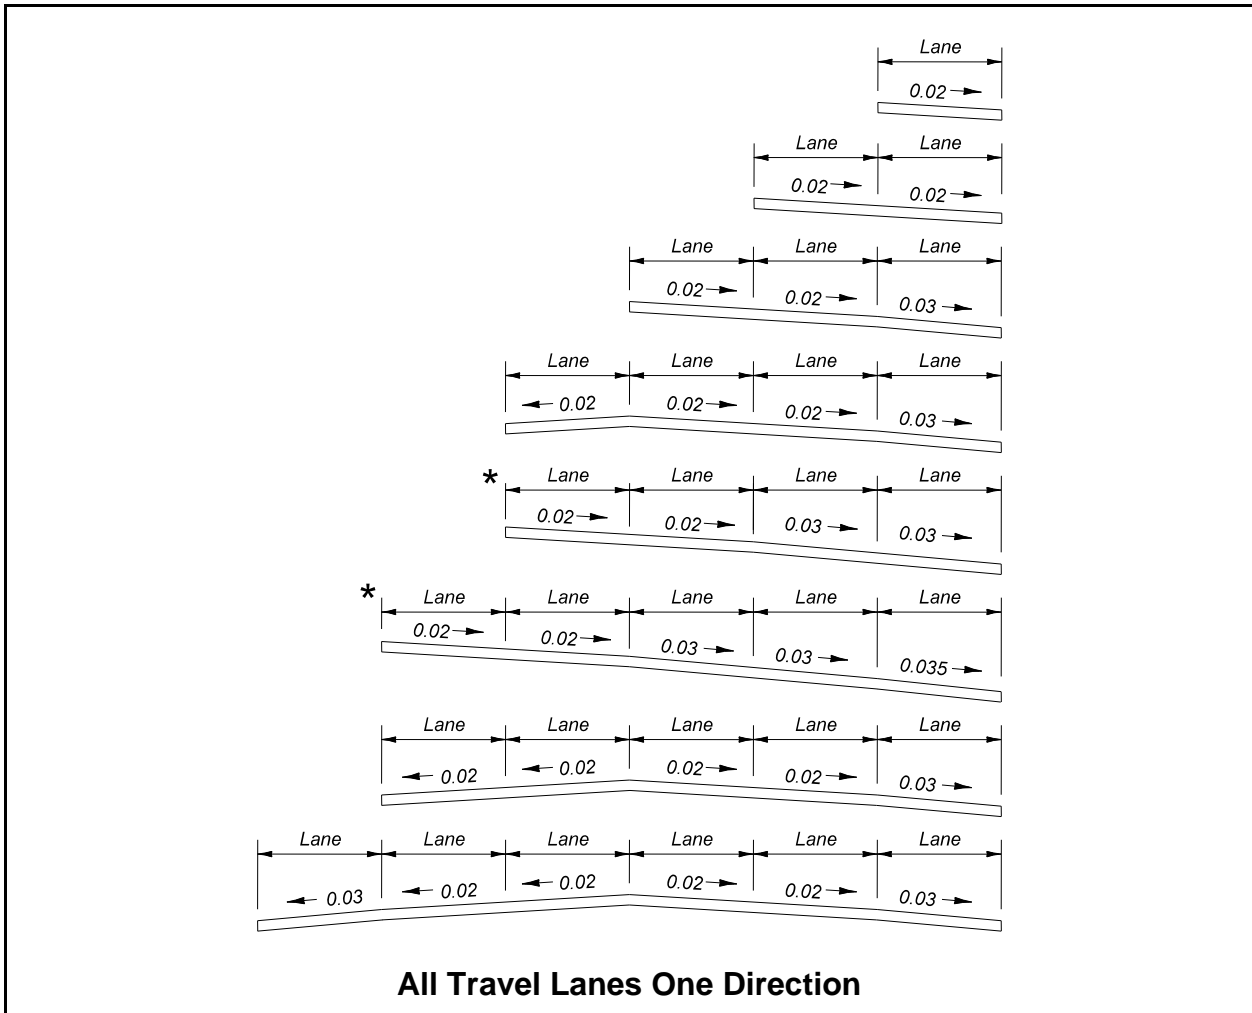 Lane
0.02
Lane Lane
0.02 0.02
Lane Lane Lane
0.02 0.02 0.03
Lane Lane Lane Lane
0.02 0.02 0.02 0.03
* Lane Lane Lane Lane
0.02 0.02 0.03 0.03
* Lane Lane Lane Lane Lane
0.02 0.02 0.03 0.03 0.035
Lane Lane Lane Lane Lane
0.02 0.02 0.02 0.02 0.03
Lane Lane Lane Lane Lane Lane
0.03 0.02 0.02 0.02 0.02 0.03
All Travel Lanes One Direction